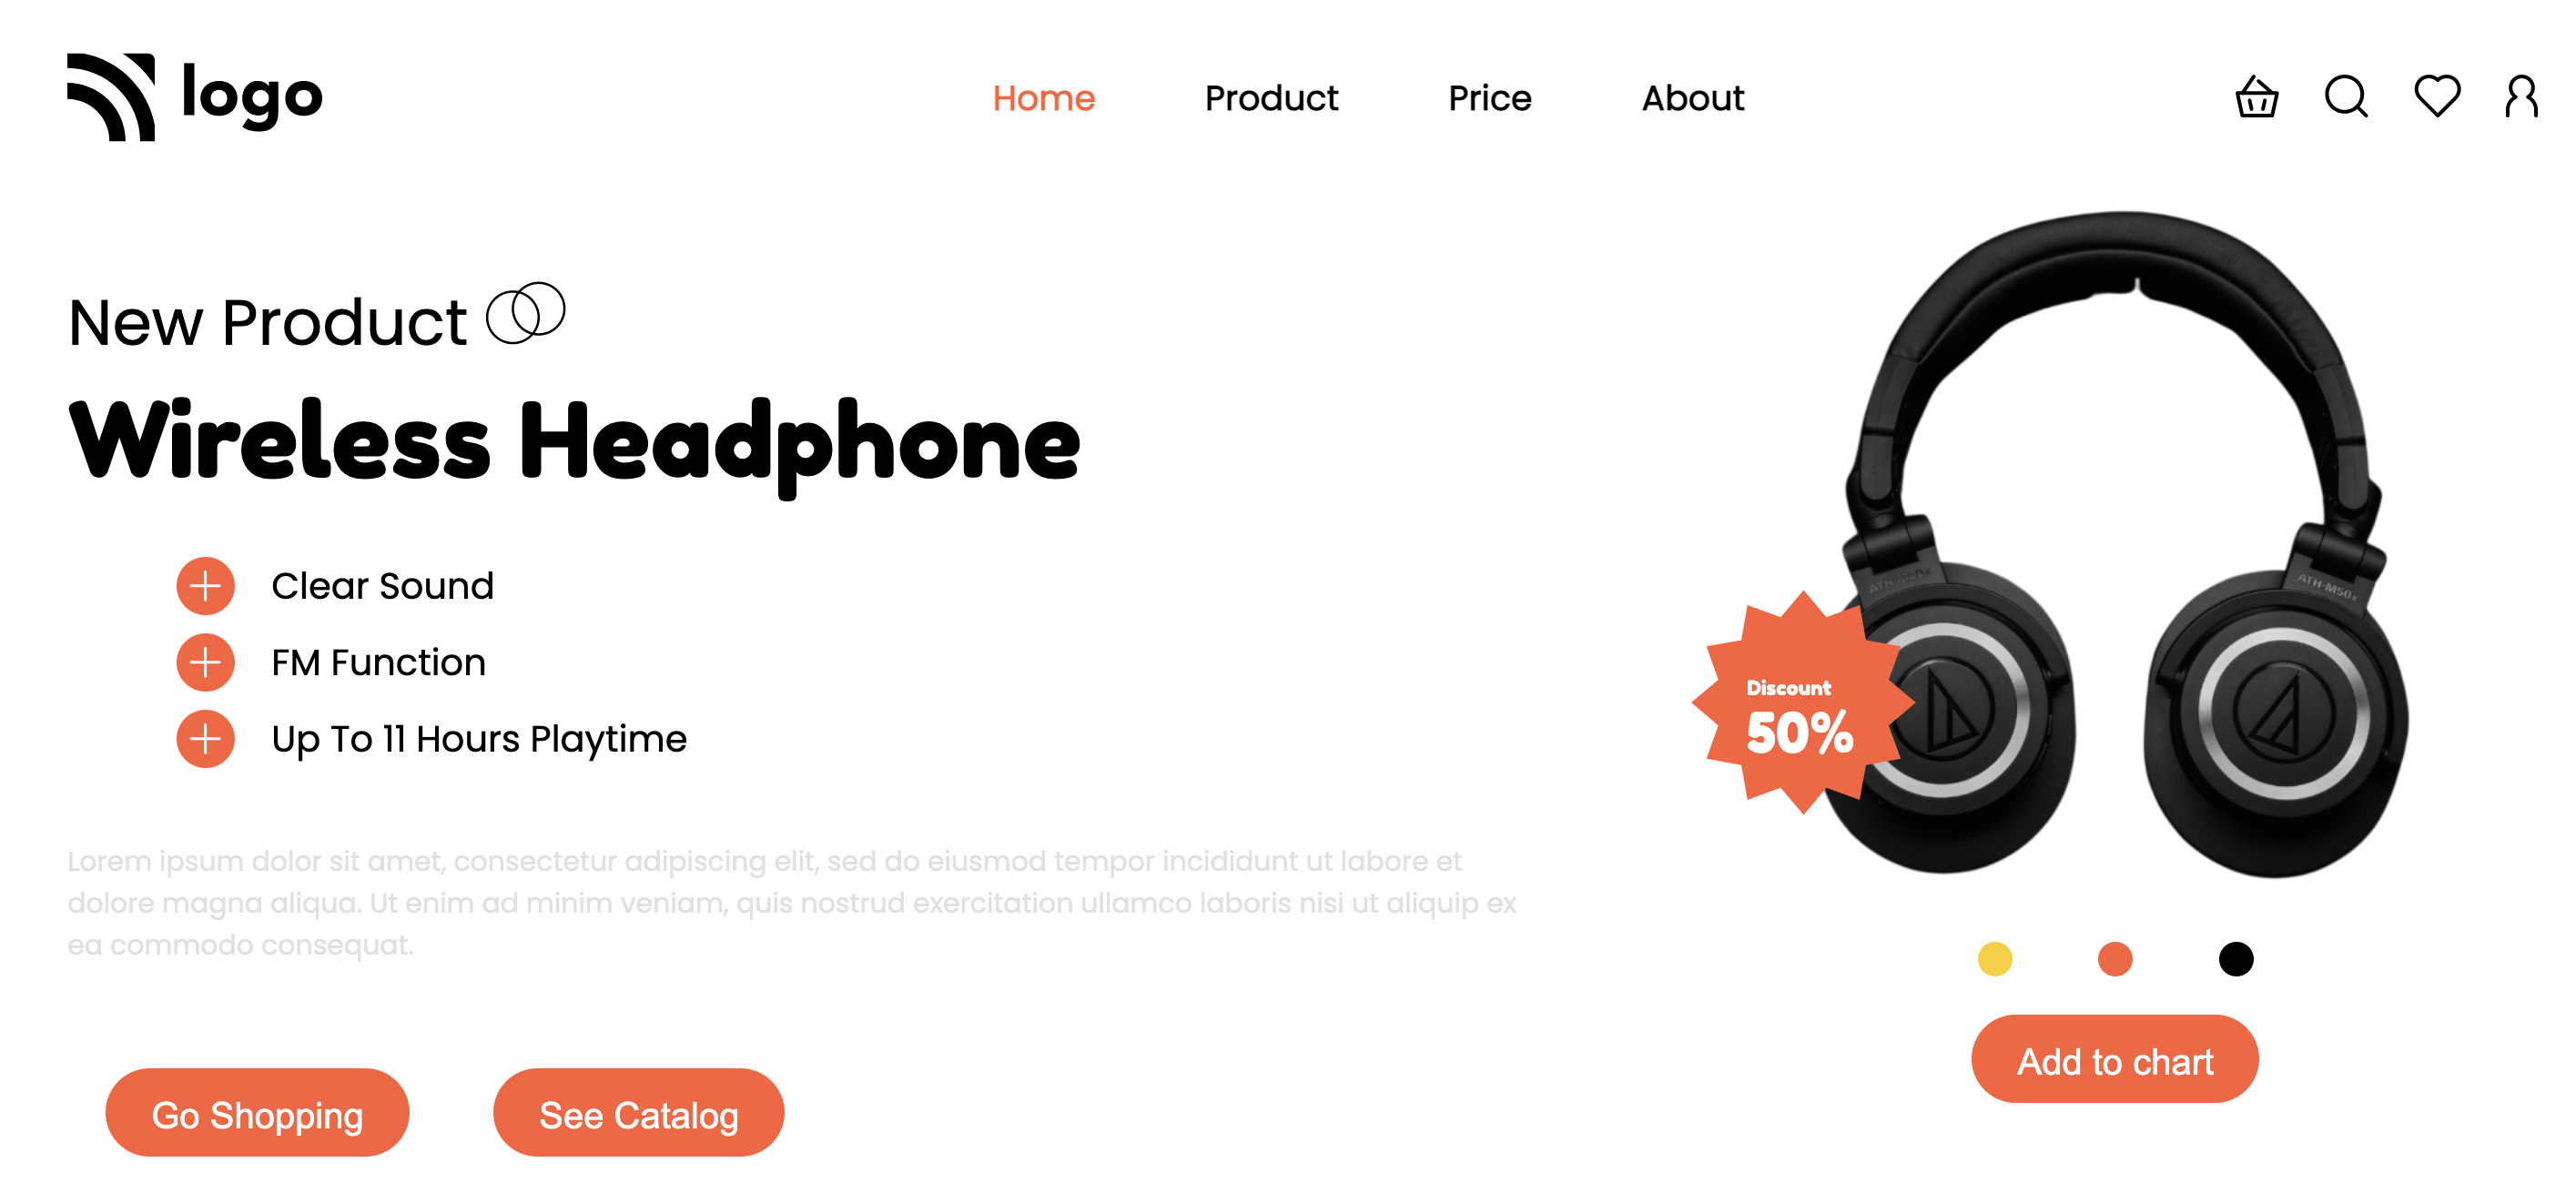 logo
Home Product Price About
New Product
Wireless Headphone
Clear Sound
FM Function
Up To 11 Hours Playtime
Lorem ipsum dolor sit amet, consectetur adipiscing elit, sed do eiusmod tempor incididunt ut labore et
dolore magna aliqua. Ut enim ad minim veniam, quis nostrud exercitation ullamco laboris nisi ut aliquip ex
ea commodo consequat.
Go Shopping
See Catalog
ATH-M50x
ATH-M50x
Discount
50%
Add to chart